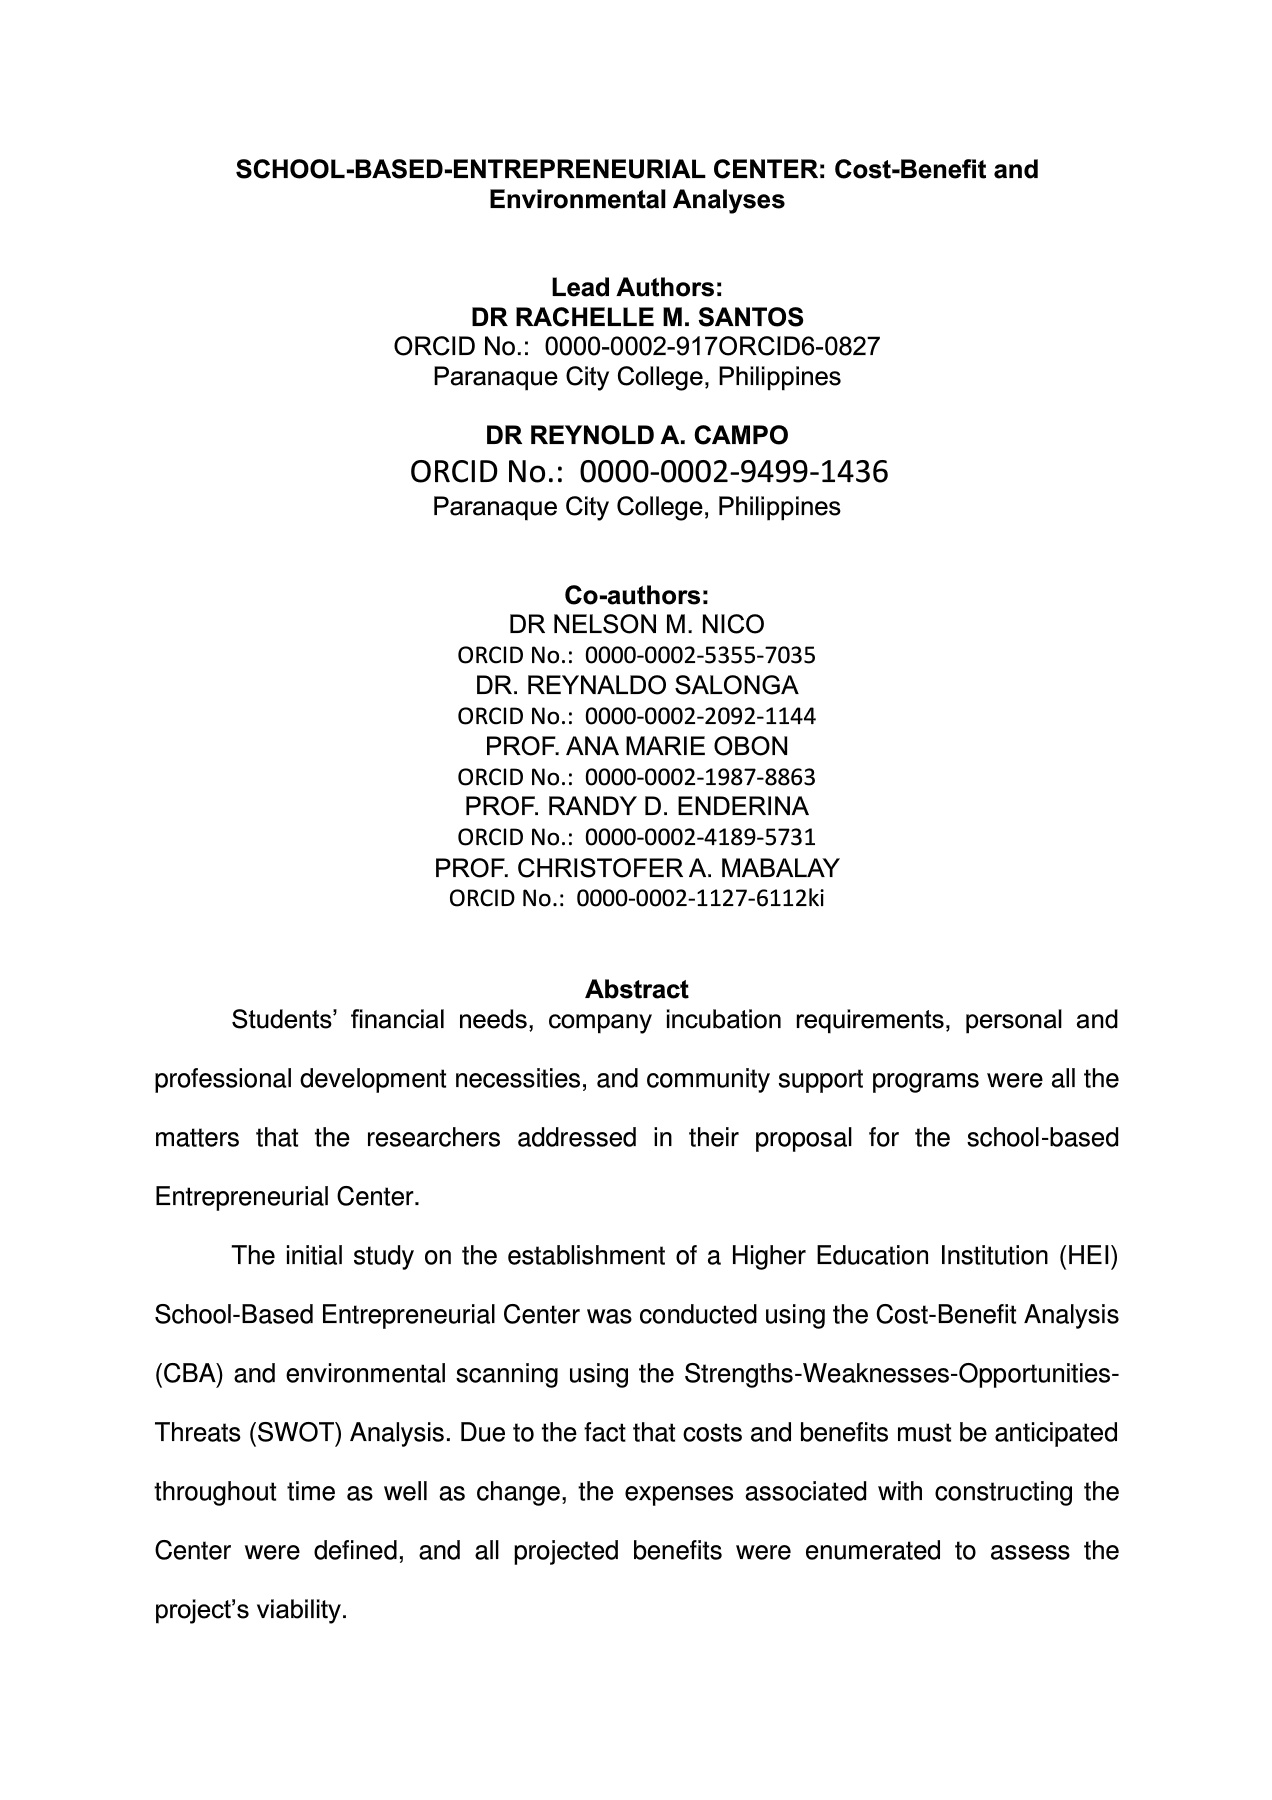 SCHOOL-BASED-ENTREPRENEURIAL CENTER: Cost-Benefit and
Environmental Analyses
Lead Authors:
DR RACHELLE M. SANTOS
ORCID No.:  0000-0002-917ORCID6-0827
Paranaque City College, Philippines
DR REYNOLD A. CAMPO
ORCID No.:  0000-0002-9499-1436
Paranaque City College, Philippines
Co-authors:
DR NELSON M. NICO
ORCID No.:  0000-0002-5355-7035
DR. REYNALDO SALONGA
ORCID No.:  0000-0002-2092-1144
PROF. ANA MARIE OBON
ORCID No.:  0000-0002-1987-8863
PROF. RANDY D. ENDERINA
ORCID No.:  0000-0002-4189-5731
PROF. CHRISTOFER A. MABALAY
ORCID No.:  0000-0002-1127-6112ki
Abstract
Students’ financial needs, company incubation requirements, personal and
professional development necessities, and community support programs were all the
matters that the researchers addressed in their proposal for the school-based
Entrepreneurial Center.
The initial study on the establishment of a Higher Education Institution (HEI)
School-Based Entrepreneurial Center was conducted using the Cost-Benefit Analysis
(CBA) and environmental scanning using the Strengths-Weaknesses-Opportunities-
Threats (SWOT) Analysis. Due to the fact that costs and benefits must be anticipated
throughout time as well as change, the expenses associated with constructing the
Center were defined, and all projected benefits were enumerated to assess the
project’s viability.